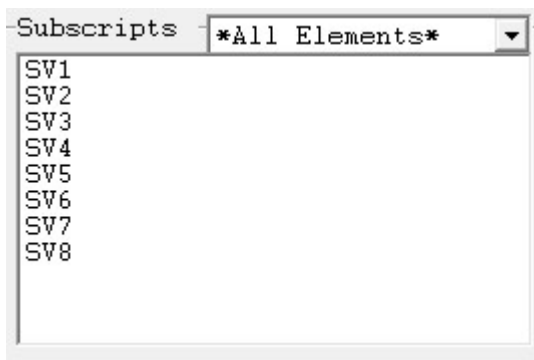 Subscripts *All Elements*
SV1
SV2
SV3
SV4
SV5
SV6
SV7
SV8